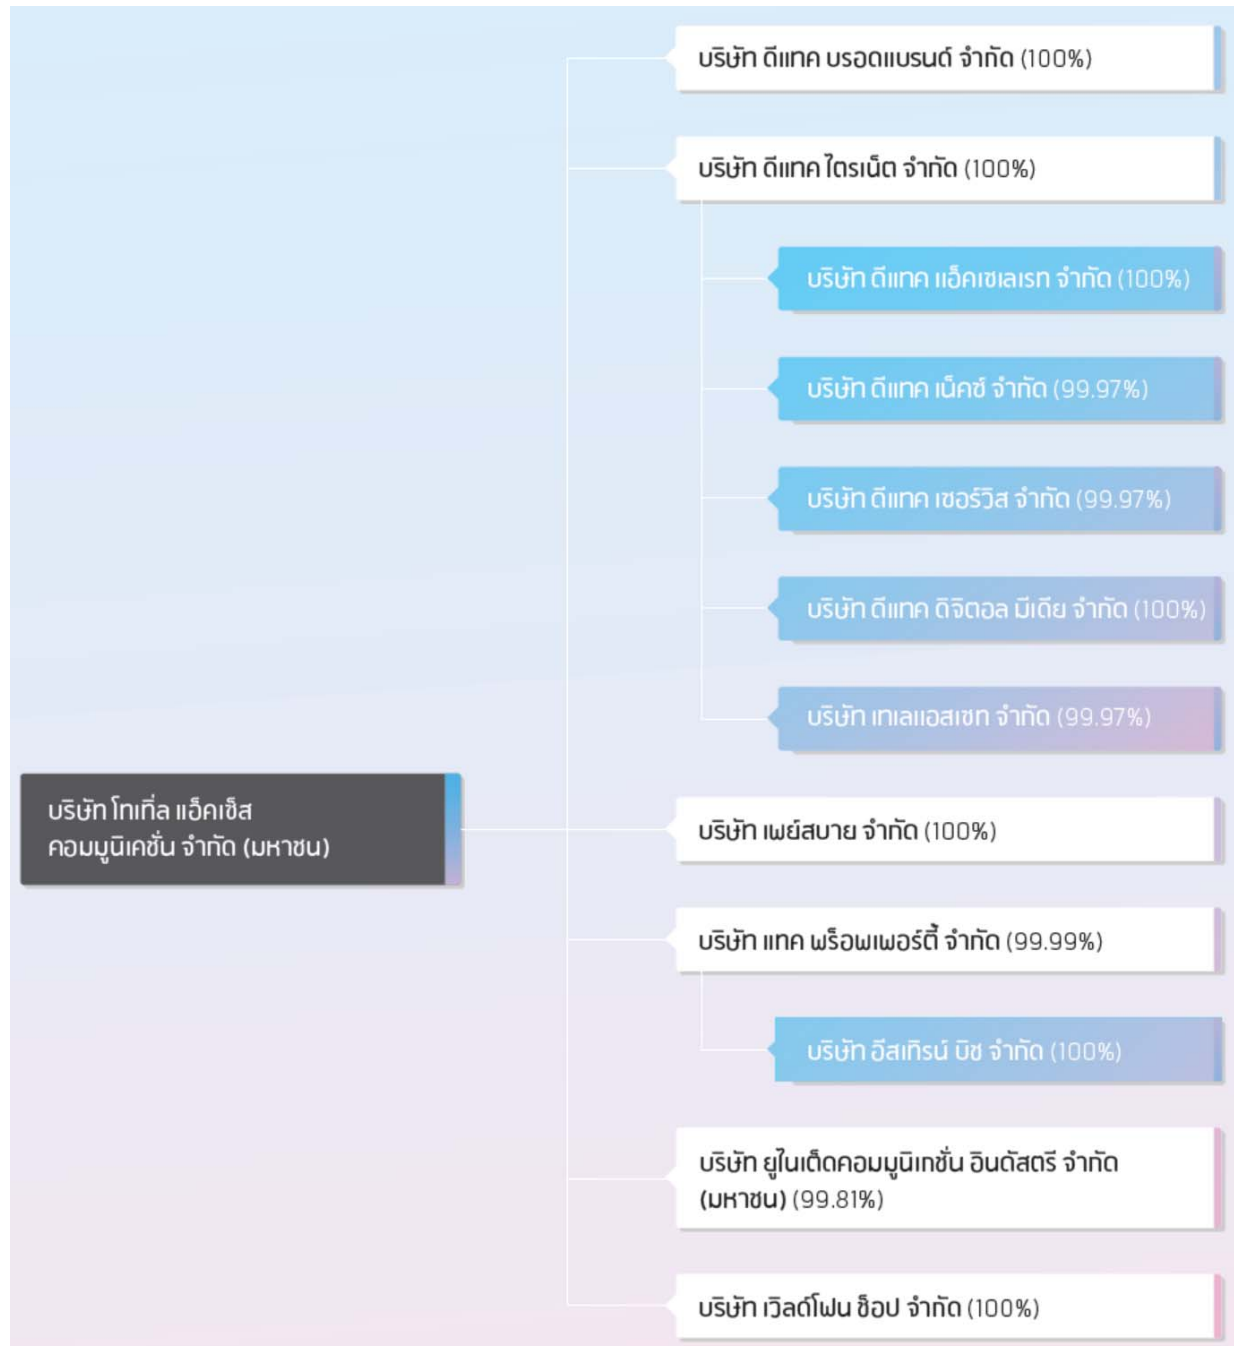 บริษัท ดีแทค บรอดแบรนด์ จำกัด (100%)
บริษัท ดีแทค ไตรเน็ต จำกัด (100%)
บริษัท ดีแทค แอ็คเซเลเรท จำกัด (100%)
บริษัท ดีแทค เน็คซ์ จำกัด (99.97%)
บริษัท ดีแทค เซอร์วิส จำกัด (99.97%)
บริษัท ดีแทค ดิจิตอล มีเดีย จำกัด (100%)
บริษัท เทเลแอสเซท จำกัด (99.97%)
บริษัท โทเทิ่ล แอ็คเซ็ส
คอมมูนิเคชั่น จำกัด (มหาชน)
บริษัท เพย์สบาย จำกัด (100%)
บริษัท แทค พร็อพเพอร์ตี้ จำกัด (99.99%)
บริษัท อีสเทิรน์ บีช จำกัด (100%)
บริษัท ยูไนเต็ดคอมมูนิเกชั่น อินดัสตรี จำกัด
(มหาชน) (99.81%)
บริษัท เวิลด์โฟน ช็อป จำกัด (100%)